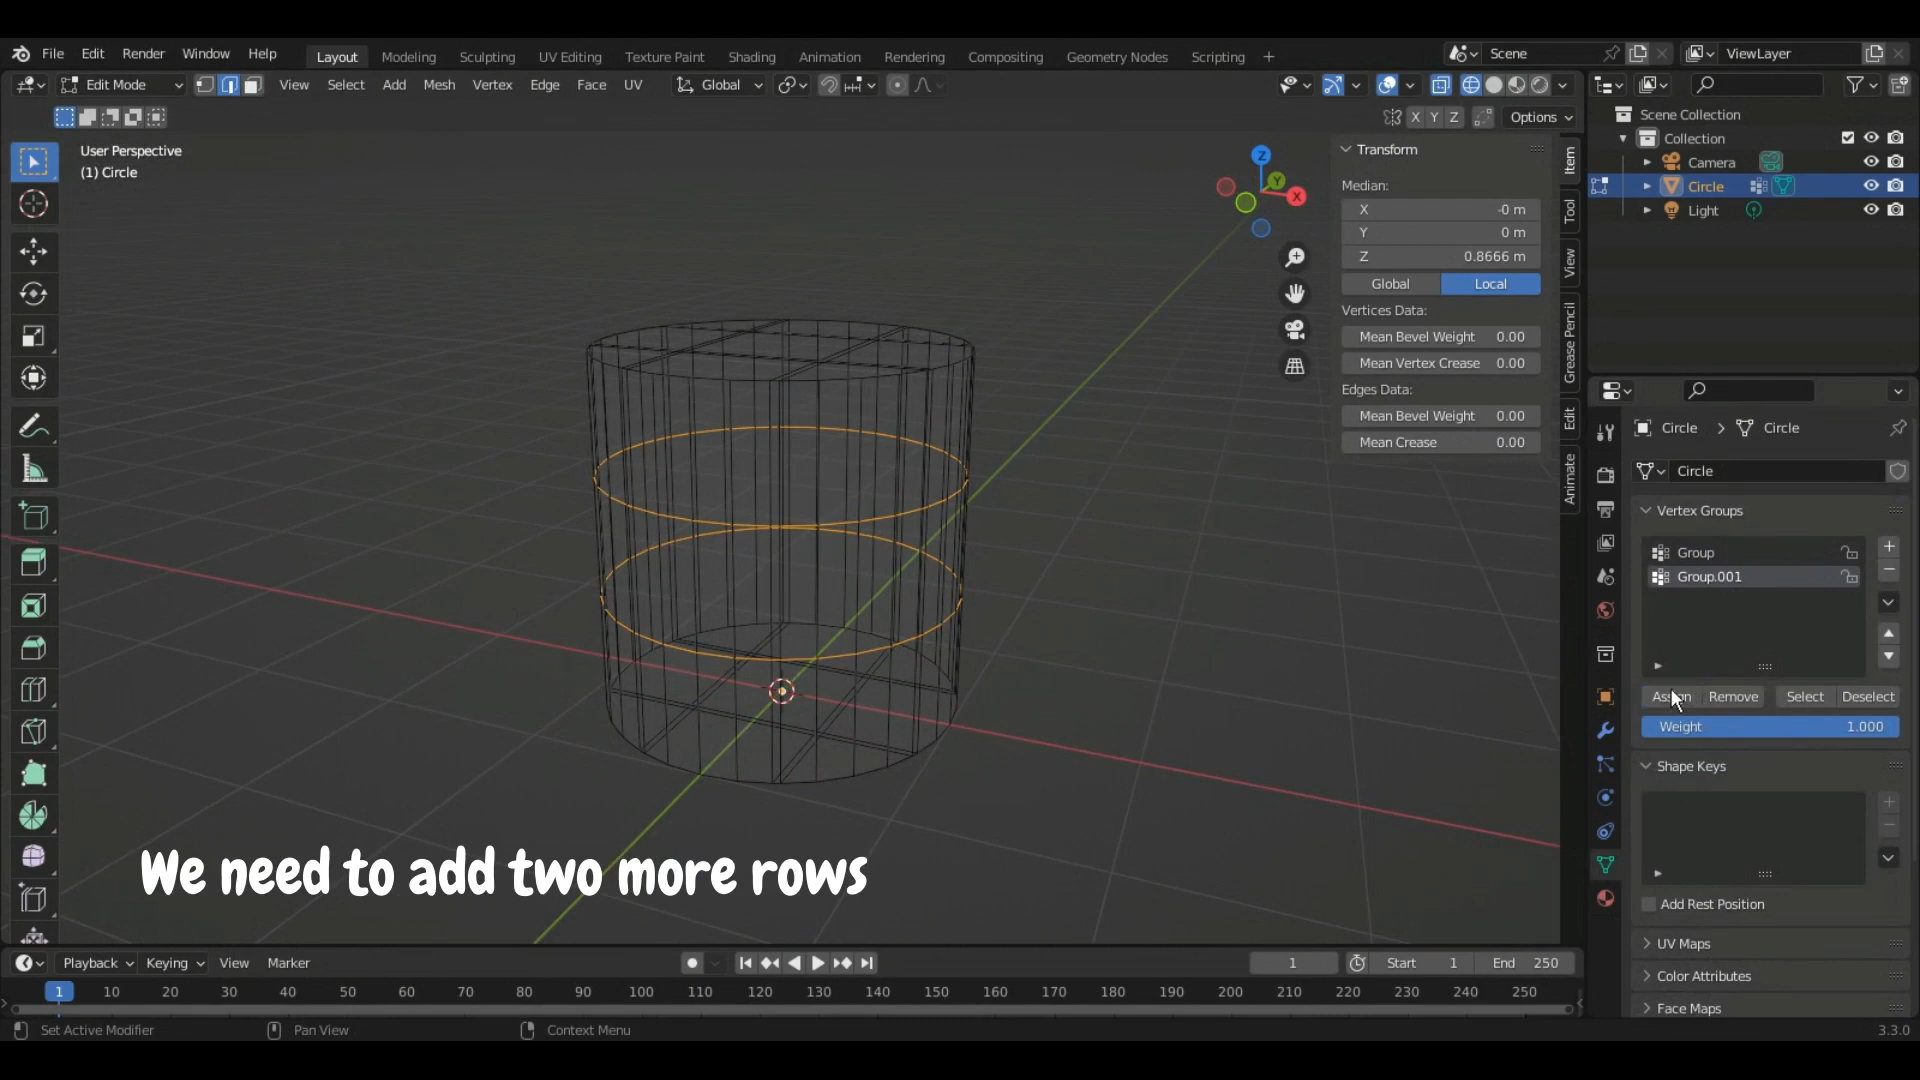 File Edit Render Window Help Layout Modeling Sculpting UV Editing Texture Paint Shading Animation Rendering Compositing Geometry Nodes Scripting + Scene ViewLayer
Edit Mode View Select Add Mesh Vertex Edge Face UV Global
X Y Z Options
User Perspective
(1) Circle
Z
Y
X
Transform
Median:
X -0 m
Y 0 m
Z 0.8666 m
Global Local
Vertices Data:
Mean Bevel Weight 0.00
Mean Vertex Crease 0.00
Edges Data:
Mean Bevel Weight 0.00
Mean Crease 0.00
Item
Tool
View
Grease Pencil
Edit
Animate
Scene Collection
Collection
Camera
Circle
Light
Circle > Circle
Circle
Vertex Groups
Group
Group.001
Remove Select Deselect
Weight 1.000
Shape Keys
Add Rest Position
UV Maps
Color Attributes
Face Maps
We need to add two more rows
Playback Keying View Marker 1 Start 1 End 250
1 10 20 30 40 50 60 70 80 90 100 110 120 130 140 150 160 170 180 190 200 210 220 230 240 250
Set Active Modifier Pan View Context Menu 3.3.0